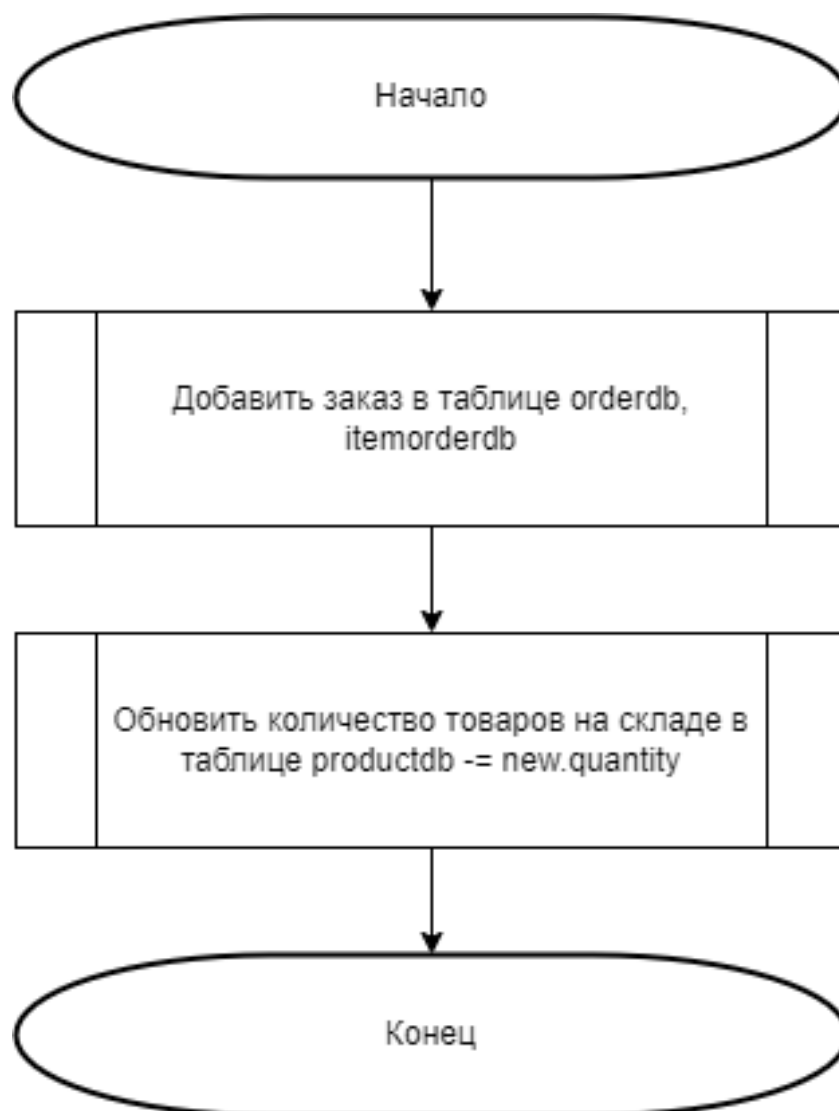 Начало
Добавить заказ в таблице orderdb,
itemorderdb
Обновить количество товаров на складе в
таблице productdb -= new.quantity
Конец